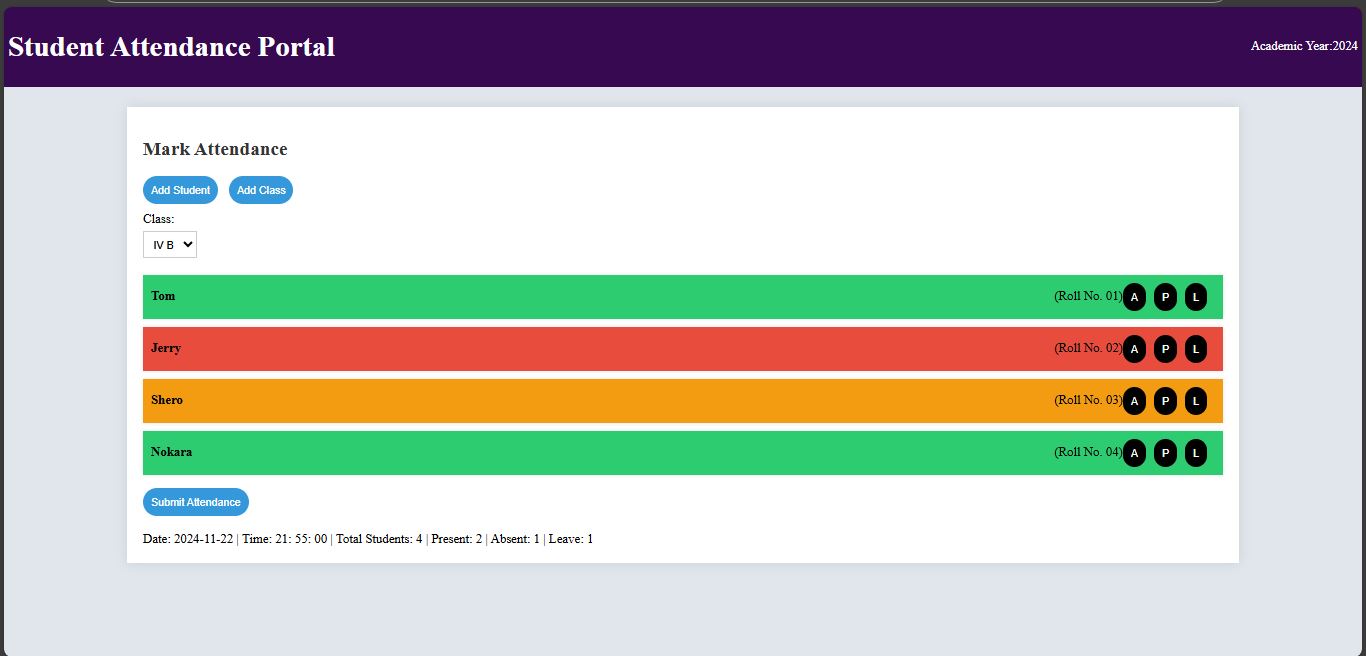 Student Attendance Portal
Academic Year:2024
Mark Attendance
Add Student Add Class
Class:
IV B
Tom (Roll No. 01) A P L
Jerry (Roll No. 02) A P L
Shero (Roll No. 03) A P L
Nokara (Roll No. 04) A P L
Submit Attendance
Date: 2024-11-22 | Time: 21: 55: 00 | Total Students: 4 | Present: 2 | Absent: 1 | Leave: 1